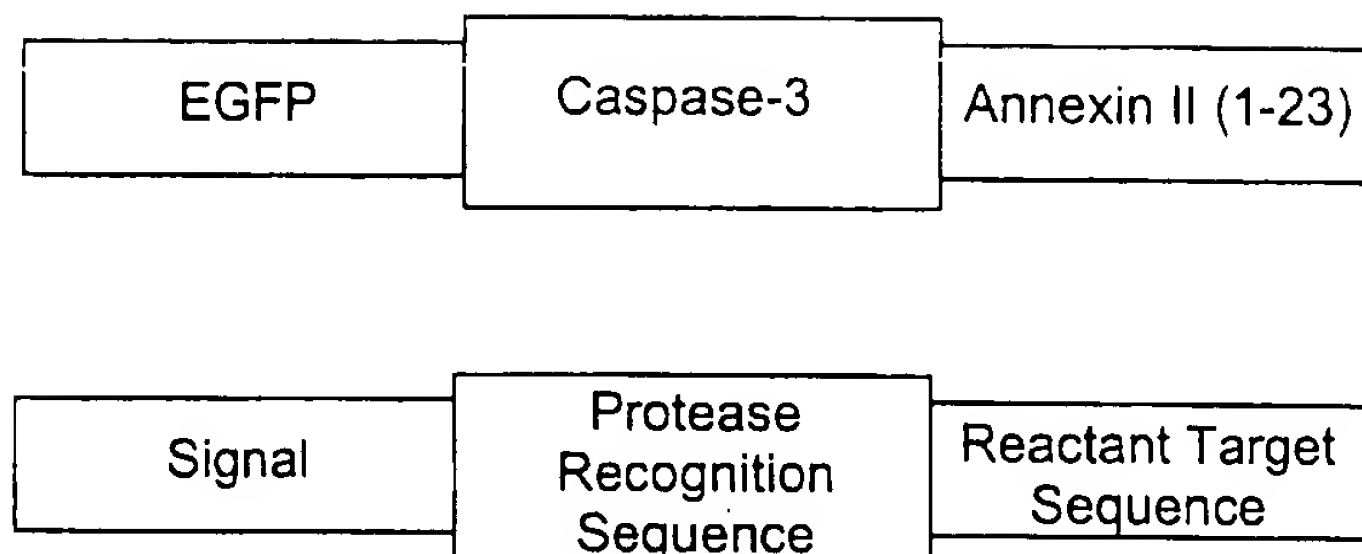 EGFP
Caspase-3
Annexin II (1-23)
Signal
Protease
Recognition
Sequence
Reactant Target
Sequence